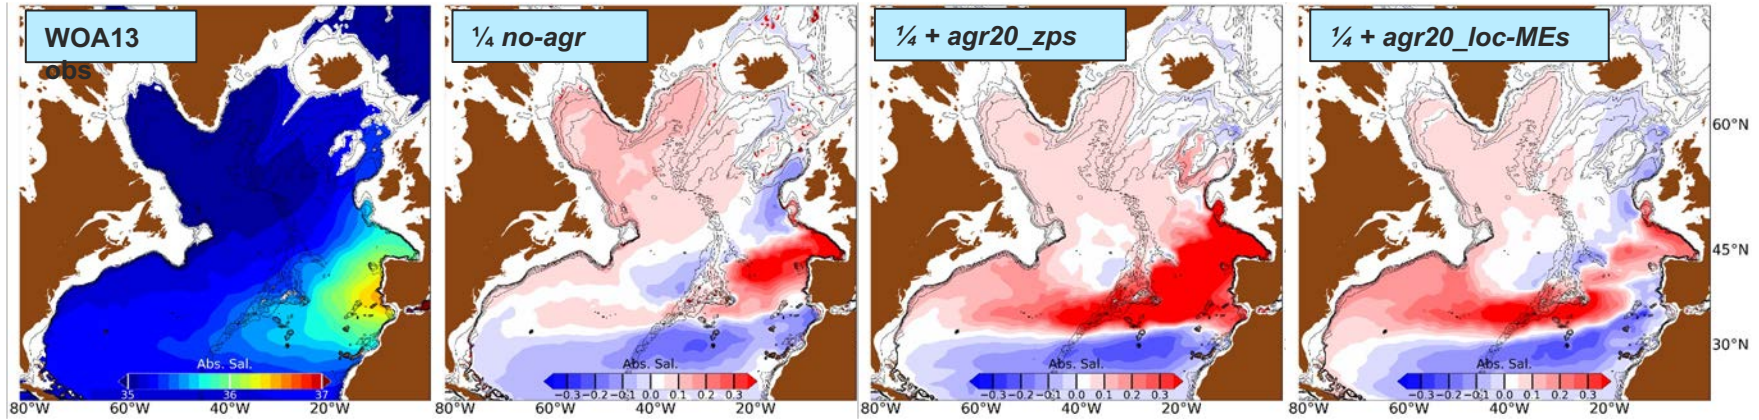 WOA13
obs
¼ no-agr
¼ + agr20_zps
¼ + agr20_loc-MEs
60°N
45°N
30°N
Abs. Sal.
35 36 37
Abs. Sal.
−0.3 −0.2 −0.1 0.0 0.1 0.2 0.3
Abs. Sal.
−0.3 −0.2 −0.1 0.0 0.1 0.2 0.3
Abs. Sal.
−0.3 −0.2 −0.1 0.0 0.1 0.2 0.3
80°W 60°W 40°W 20°W
80°W 60°W 40°W 20°W
80°W 60°W 40°W 20°W
80°W 60°W 40°W 20°W